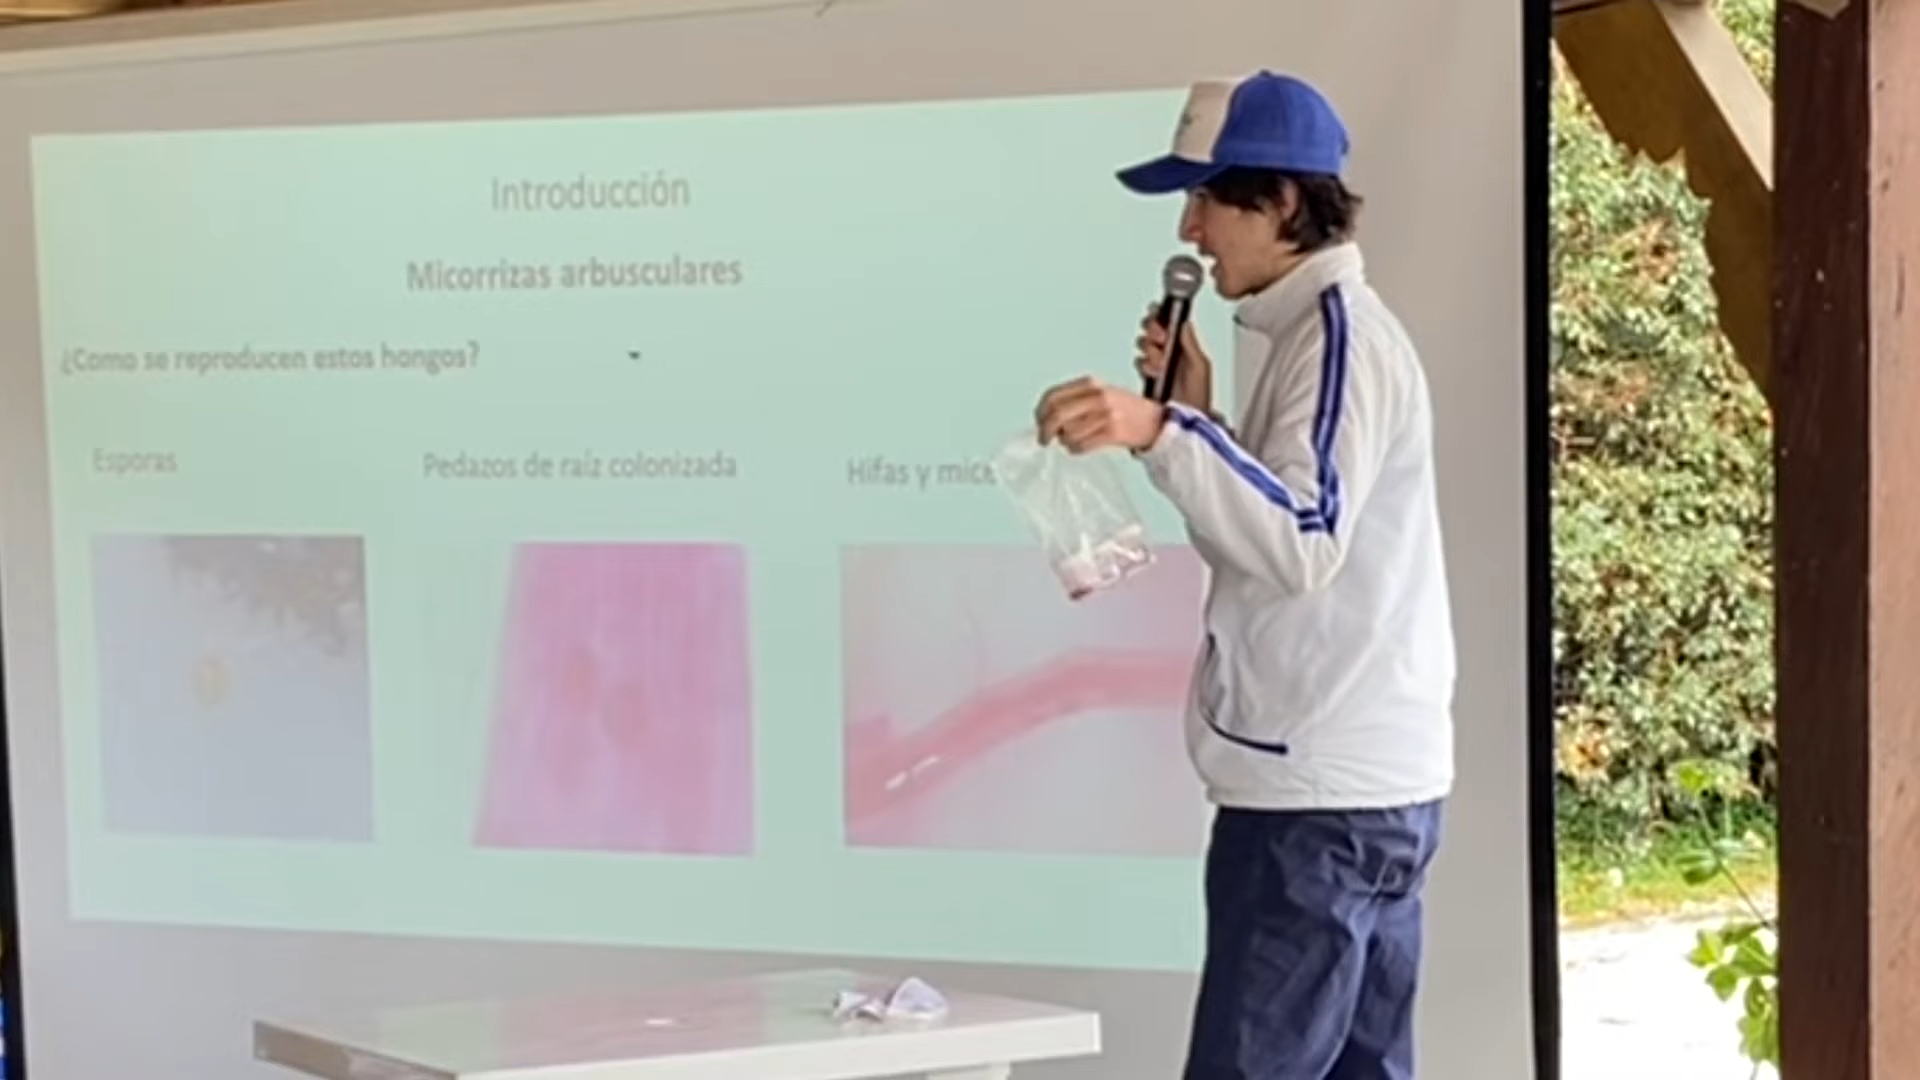 Introducción
Micorrizas arbusculares
¿Como se reproducen estos hongos?
Esporas
Pedazos de raíz colonizada
Hifas y mice